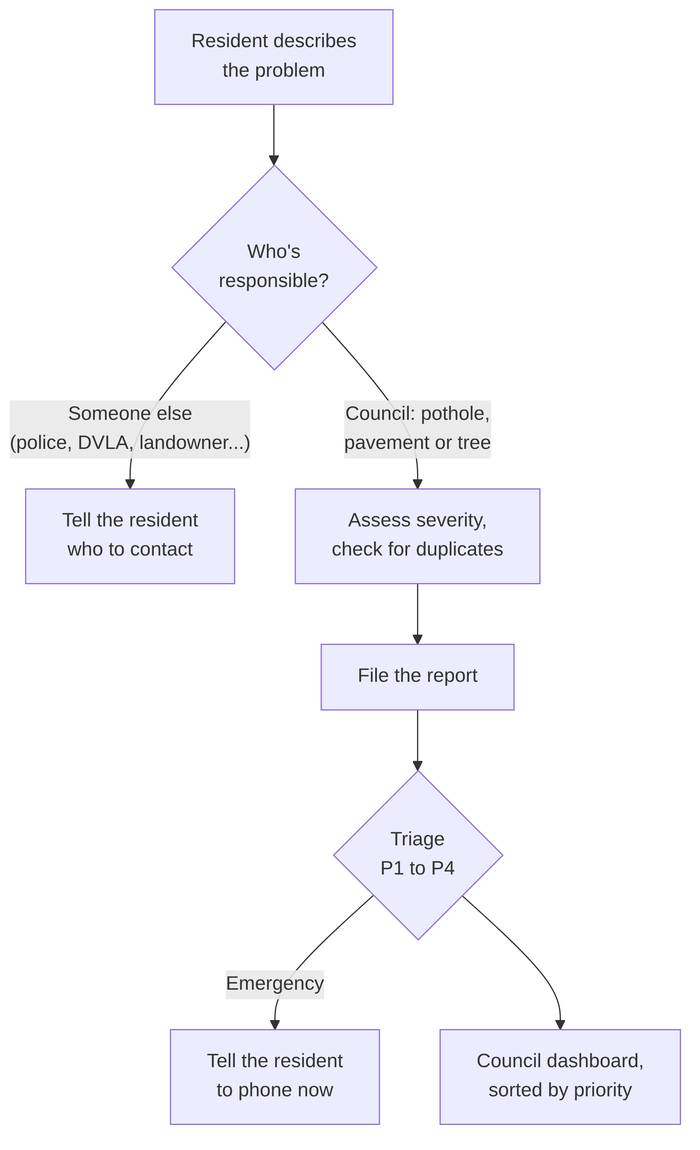 Resident describes
the problem
Who's
responsible?
Someone else
(police, DVLA, landowner...)
Council: pothole,
pavement or tree
Tell the resident
who to contact
Assess severity,
check for duplicates
File the report
Triage
P1 to P4
Emergency
Tell the resident
to phone now
Council dashboard,
sorted by priority